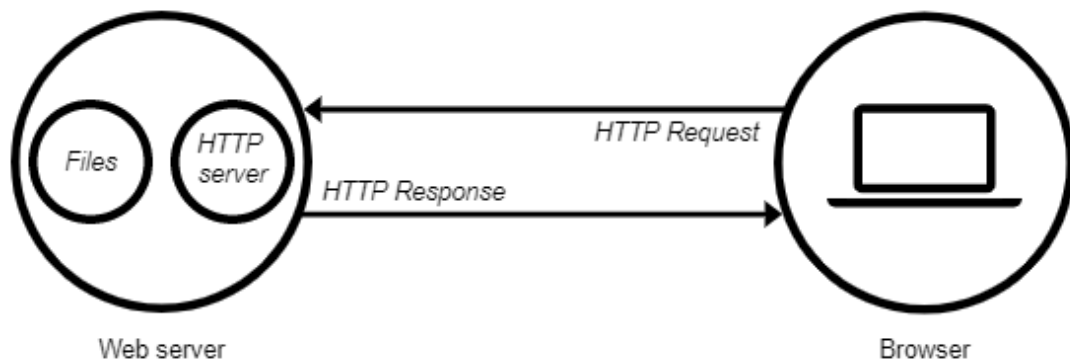 Files
HTTP
server
HTTP Request
HTTP Response
Web server
Browser